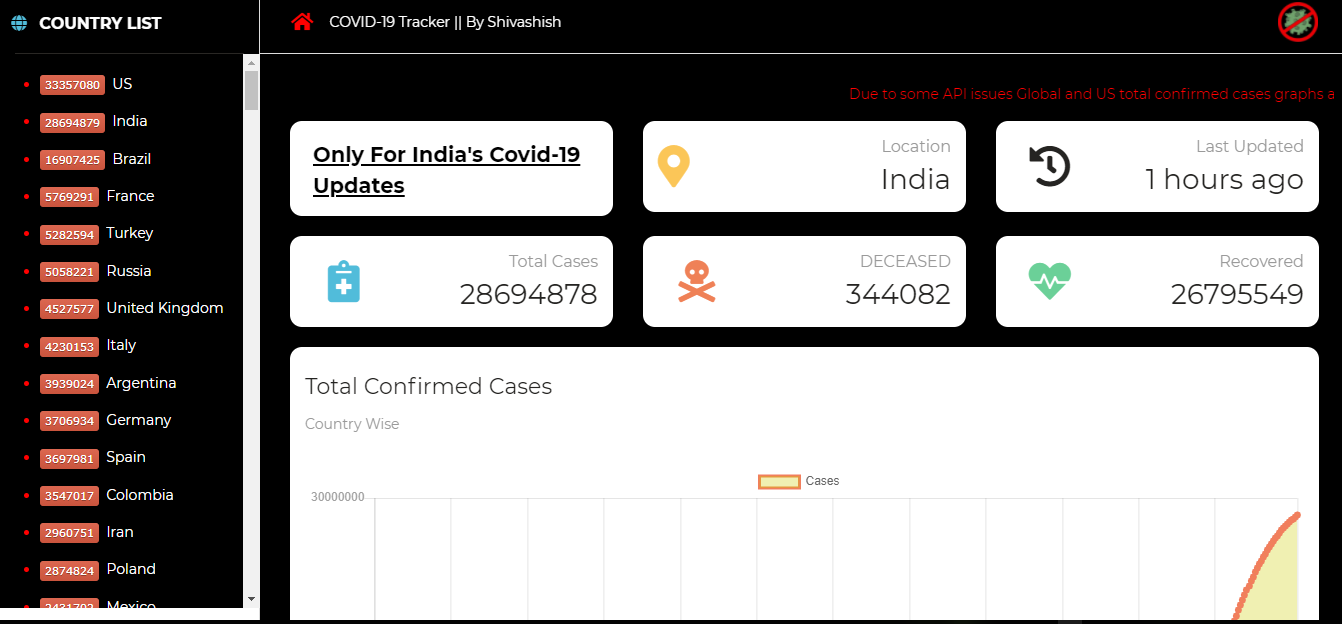 COUNTRY LIST
COVID-19 Tracker || By Shivashish
33357080 US
28694879 India
16907425 Brazil
5769291 France
5282594 Turkey
5058221 Russia
4527577 United Kingdom
4230153 Italy
3939024 Argentina
3706934 Germany
3697981 Spain
3547017 Colombia
2960751 Iran
2874824 Poland
Mexico
Due to some API issues Global and US total confirmed cases graphs a
Only For India's Covid-19
Updates
Location
India
Last Updated
1 hours ago
Total Cases
28694878
DECEASED
344082
Recovered
26795549
Total Confirmed Cases
Country Wise
Cases
30000000